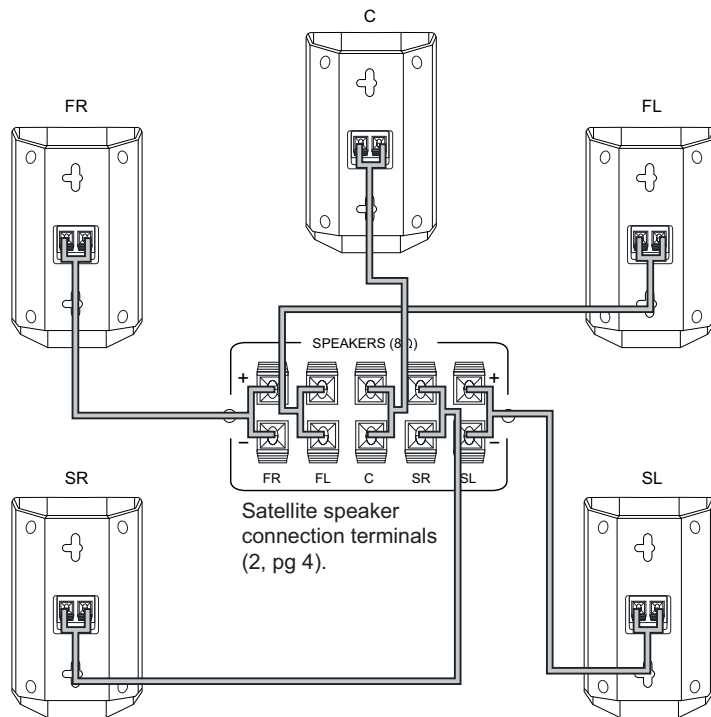 C
FR
FL
SPEAKERS (8Ω)
+
+
−
−
FR
FL
C
SR
SL
SR
SL
Satellite speaker
connection terminals
(2, pg 4).